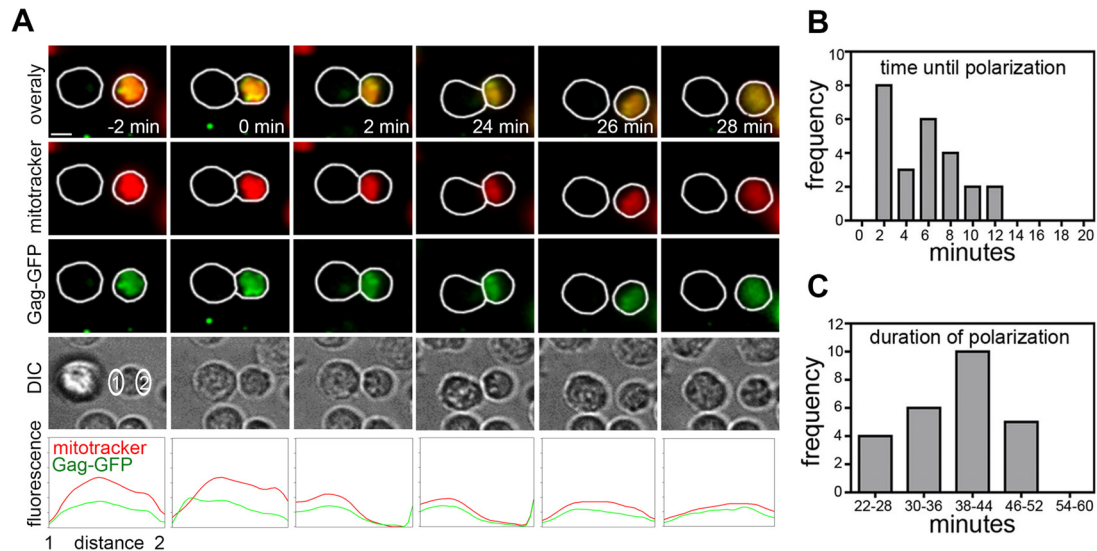 A
overaly
-2 min
0 min
2 min
24 min
26 min
28 min
mitotracker
Gag-GFP
DIC
1 2
fluorescence
mitotracker
Gag-GFP
1 distance 2
B
time until polarization
frequency
10
8
6
4
2
0
0 2 4 6 8 10 12 14 16 18 20
minutes
C
duration of polarization
frequency
12
10
8
6
4
2
0
22-28 30-36 38-44 46-52 54-60
minutes